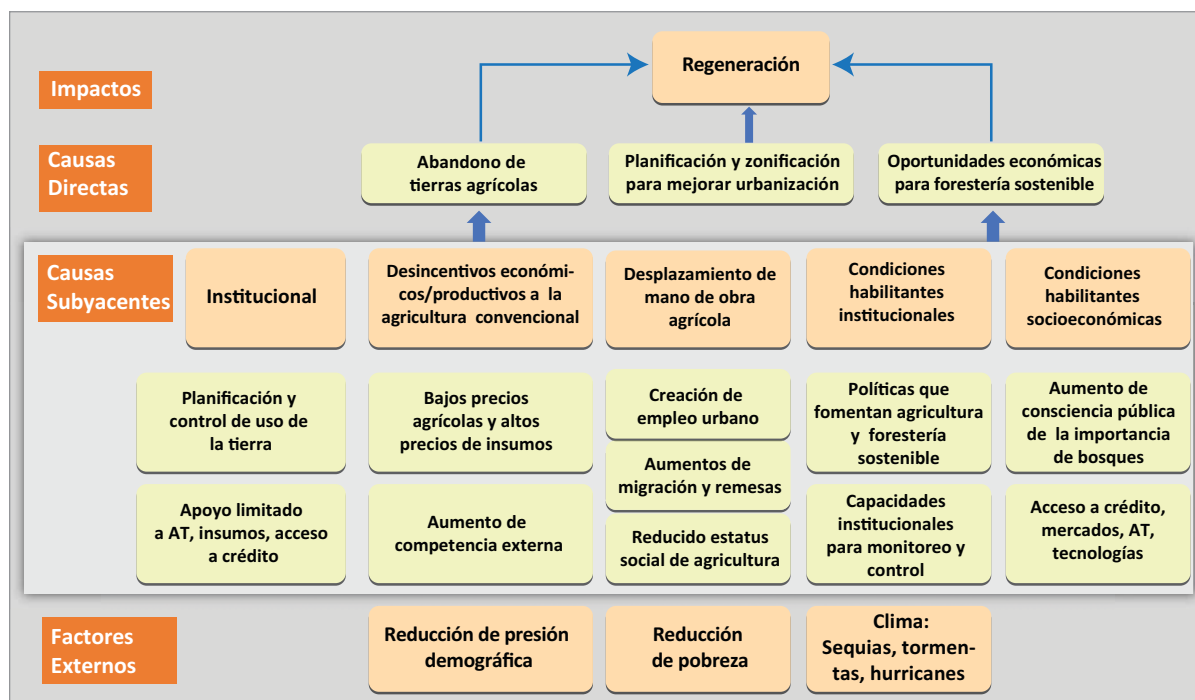 Impactos
Regeneración
Causas
Directas
Abandono de
tierras agrícolas
Planificación y zonificación
para mejorar urbanización
Oportunidades económicas
para forestería sostenible
Causas
Subyacentes
Institucional
Desincentivos económi-
cos/productivos a la
agricultura convencional
Desplazamiento de
mano de obra
agrícola
Condiciones
habilitantes
institucionales
Condiciones
habilitantes
socioeconómicas
Planificación y
control de uso de
la tierra
Bajos precios
agrícolas y altos
precios de insumos
Creación de
empleo urbano
Políticas que
fomentan agricultura
y forestería
sostenible
Aumento de
consciencia pública
de la importancia
de bosques
Aumentos de
migración y remesas
Apoyo limitado
a AT, insumos, acceso
a crédito
Aumento de
competencia externa
Reducido estatus
social de agricultura
Capacidades
institucionales
para monitoreo y
control
Acceso a crédito,
mercados, AT,
tecnologías
Factores
Externos
Reducción de presión
demográfica
Reducción
de pobreza
Clima:
Sequias, tormen-
tas, hurricanes